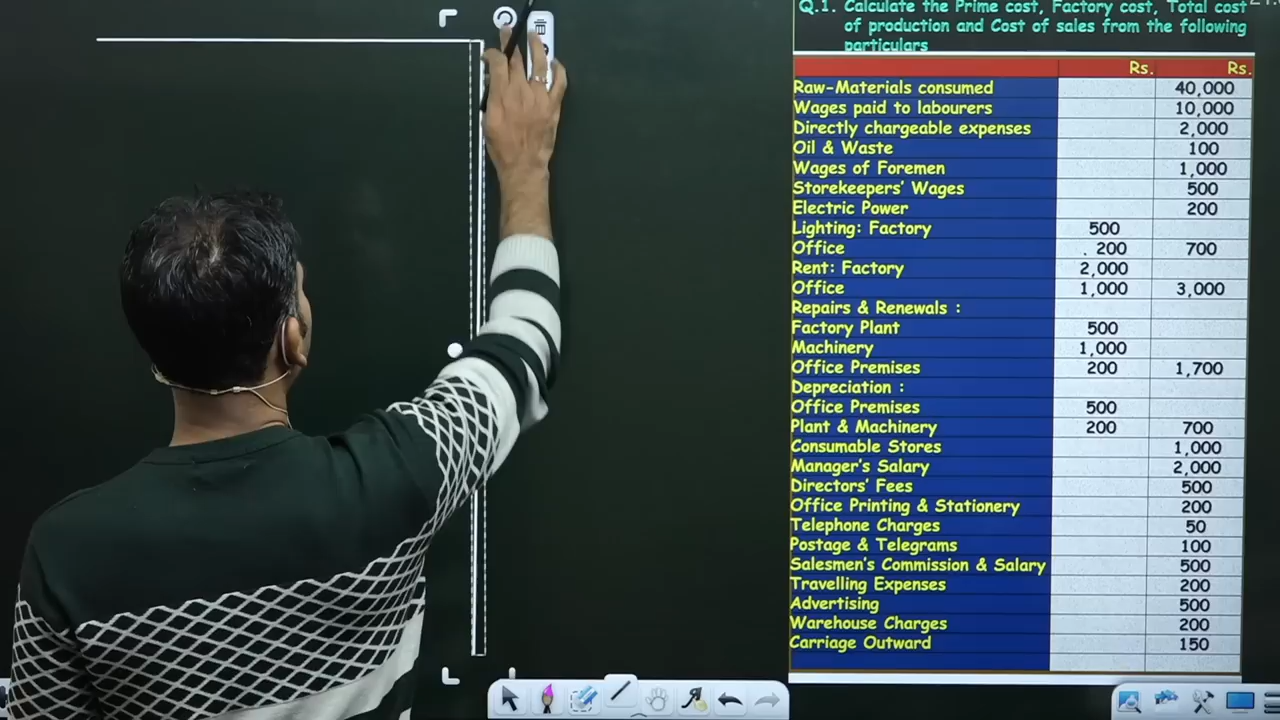 Q.1. Calculate the Prime cost, Factory cost, Total cost
of production and Cost of sales from the following
particulars
Rs. Rs.
Raw-Materials consumed 40,000
Wages paid to labourers 10,000
Directly chargeable expenses 2,000
Oil & Waste 100
Wages of Foremen 1,000
Storekeepers' Wages 500
Electric Power 200
Lighting: Factory 500
Office . 200 700
Rent: Factory 2,000
Office 1,000 3,000
Repairs & Renewals :
Factory Plant 500
Machinery 1,000
Office Premises 200 1,700
Depreciation :
Office Premises 500
Plant & Machinery 200 700
Consumable Stores 1,000
Manager's Salary 2,000
Directors' Fees 500
Office Printing & Stationery 200
Telephone Charges 50
Postage & Telegrams 100
Salesmen's Commission & Salary 500
Travelling Expenses 200
Advertising 500
Warehouse Charges 200
Carriage Outward 150